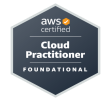 aws
certified
Cloud
Practitioner
FOUNDATIONAL